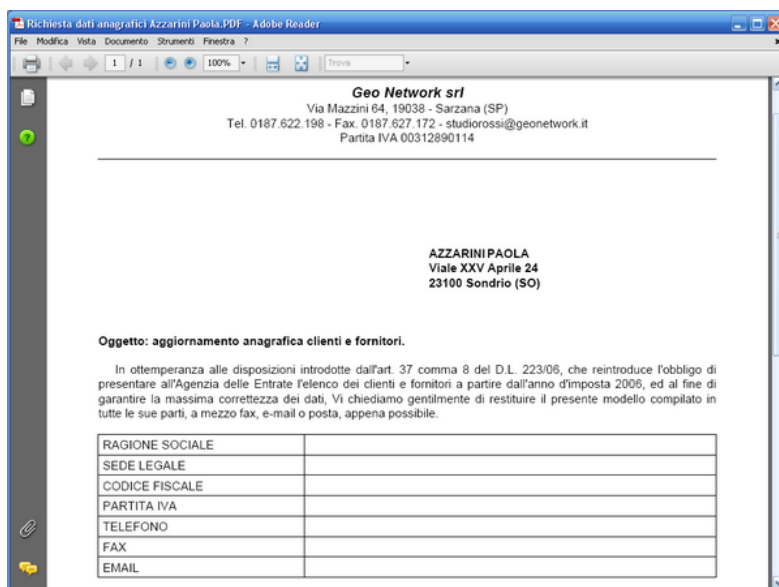 Richiesta dati anagrafici Azzarini Paola.PDF - Adobe Reader
File Modifica Vista Documento Strumenti Finestra ?
1 / 1 100% Trova
Geo Network srl
Via Mazzini 64, 19038 - Sarzana (SP)
Tel. 0187.622.198 - Fax. 0187.627.172 - studiorossi@geonetwork.it
Partita IVA 00312890114
AZZARINI PAOLA
Viale XXV Aprile 24
23100 Sondrio (SO)
Oggetto: aggiornamento anagrafica clienti e fornitori.
In ottemperanza alle disposizioni introdotte dall'art. 37 comma 8 del D.L. 223/06, che reintroduce l'obbligo di
presentare all'Agenzia delle Entrate l'elenco dei clienti e fornitori a partire dall'anno d'imposta 2006, ed al fine di
garantire la massima correttezza dei dati, Vi chiediamo gentilmente di restituire il presente modello compilato in
tutte le sue parti, a mezzo fax, e-mail o posta, appena possibile.
RAGIONE SOCIALE
SEDE LEGALE
CODICE FISCALE
PARTITA IVA
TELEFONO
FAX
EMAIL